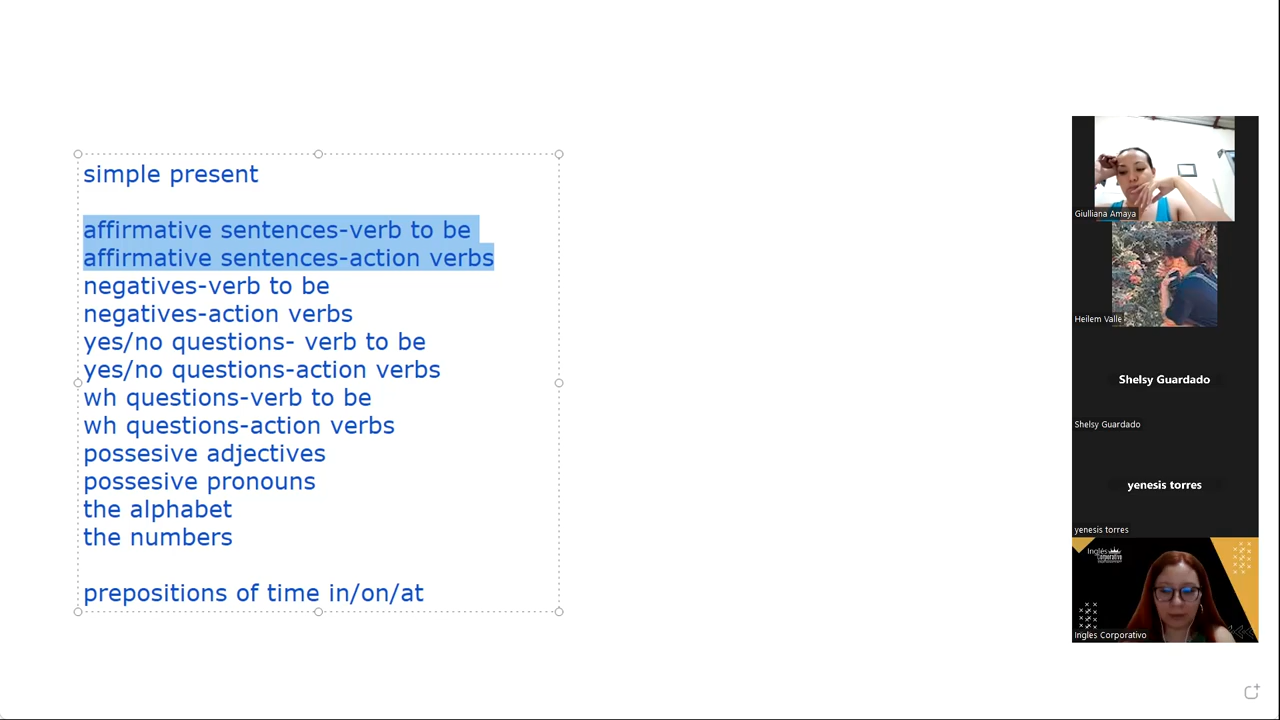 simple present
affirmative sentences-verb to be
affirmative sentences-action verbs
negatives-verb to be
negatives-action verbs
yes/no questions- verb to be
yes/no questions-action verbs
wh questions-verb to be
wh questions-action verbs
possesive adjectives
possesive pronouns
the alphabet
the numbers
prepositions of time in/on/at
Giulliana Amaya
Heilem Valle
Shelsy Guardado
Shelsy Guardado
yenesis torres
yenesis torres
Inglés
Corporativo
Ingles Corporativo